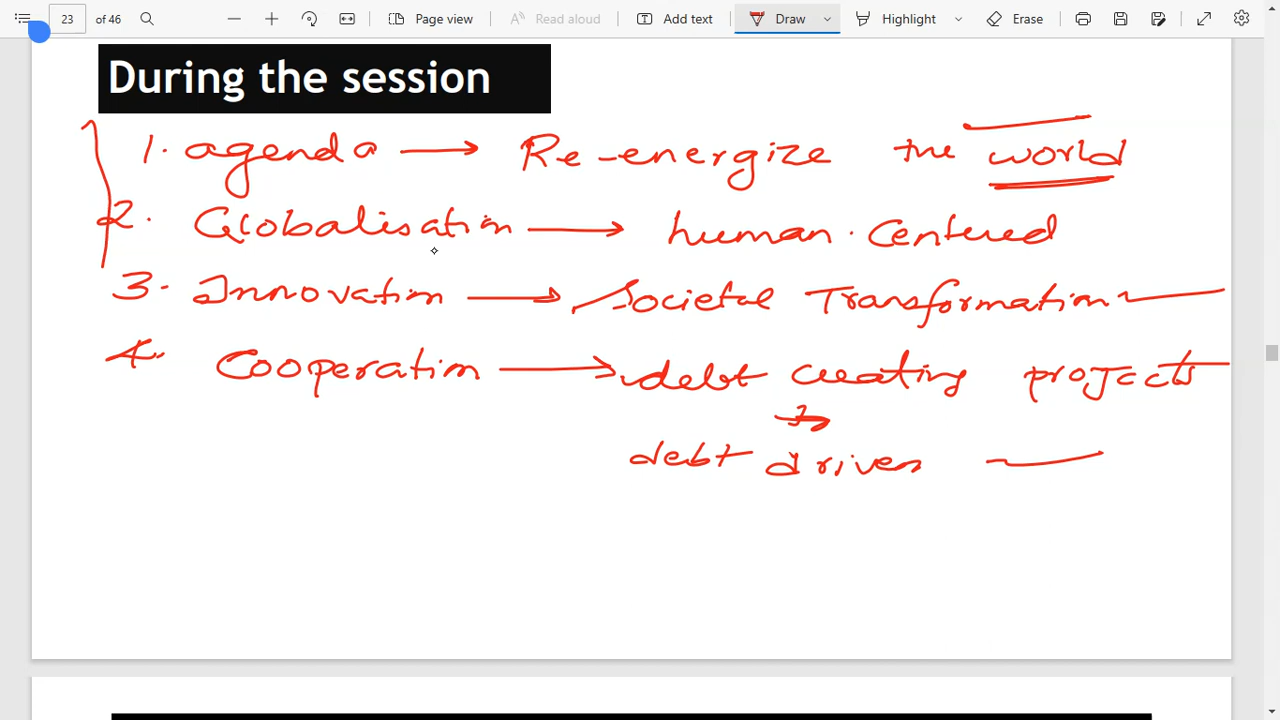 23 of 46 Page view Read aloud Add text Draw Highlight Erase
During the session
1. agenda → Re-energize the world
2. Globalisation → human. Centered
3. Innovation → Societal Transformation
4. Cooperation → debt creating projects
debt driven